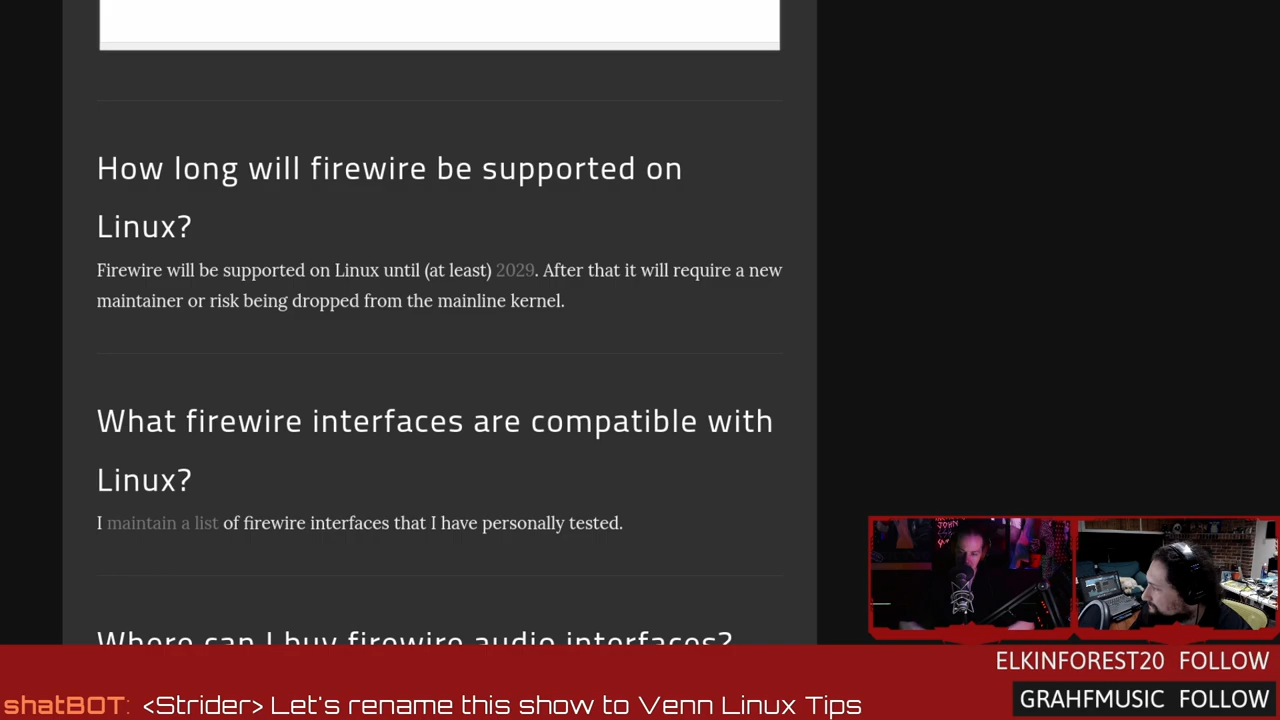 How long will firewire be supported on
Linux?
Firewire will be supported on Linux until (at least) 2029. After that it will require a new
maintainer or risk being dropped from the mainline kernel.
What firewire interfaces are compatible with
Linux?
I maintain a list of firewire interfaces that I have personally tested.
Where can I buy firewire audio interfaces?
ELKINFOREST20 FOLLOW
GRAHFMUSIC FOLLOW
shatBOT: <Strider> Let's rename this show to Venn Linux Tips